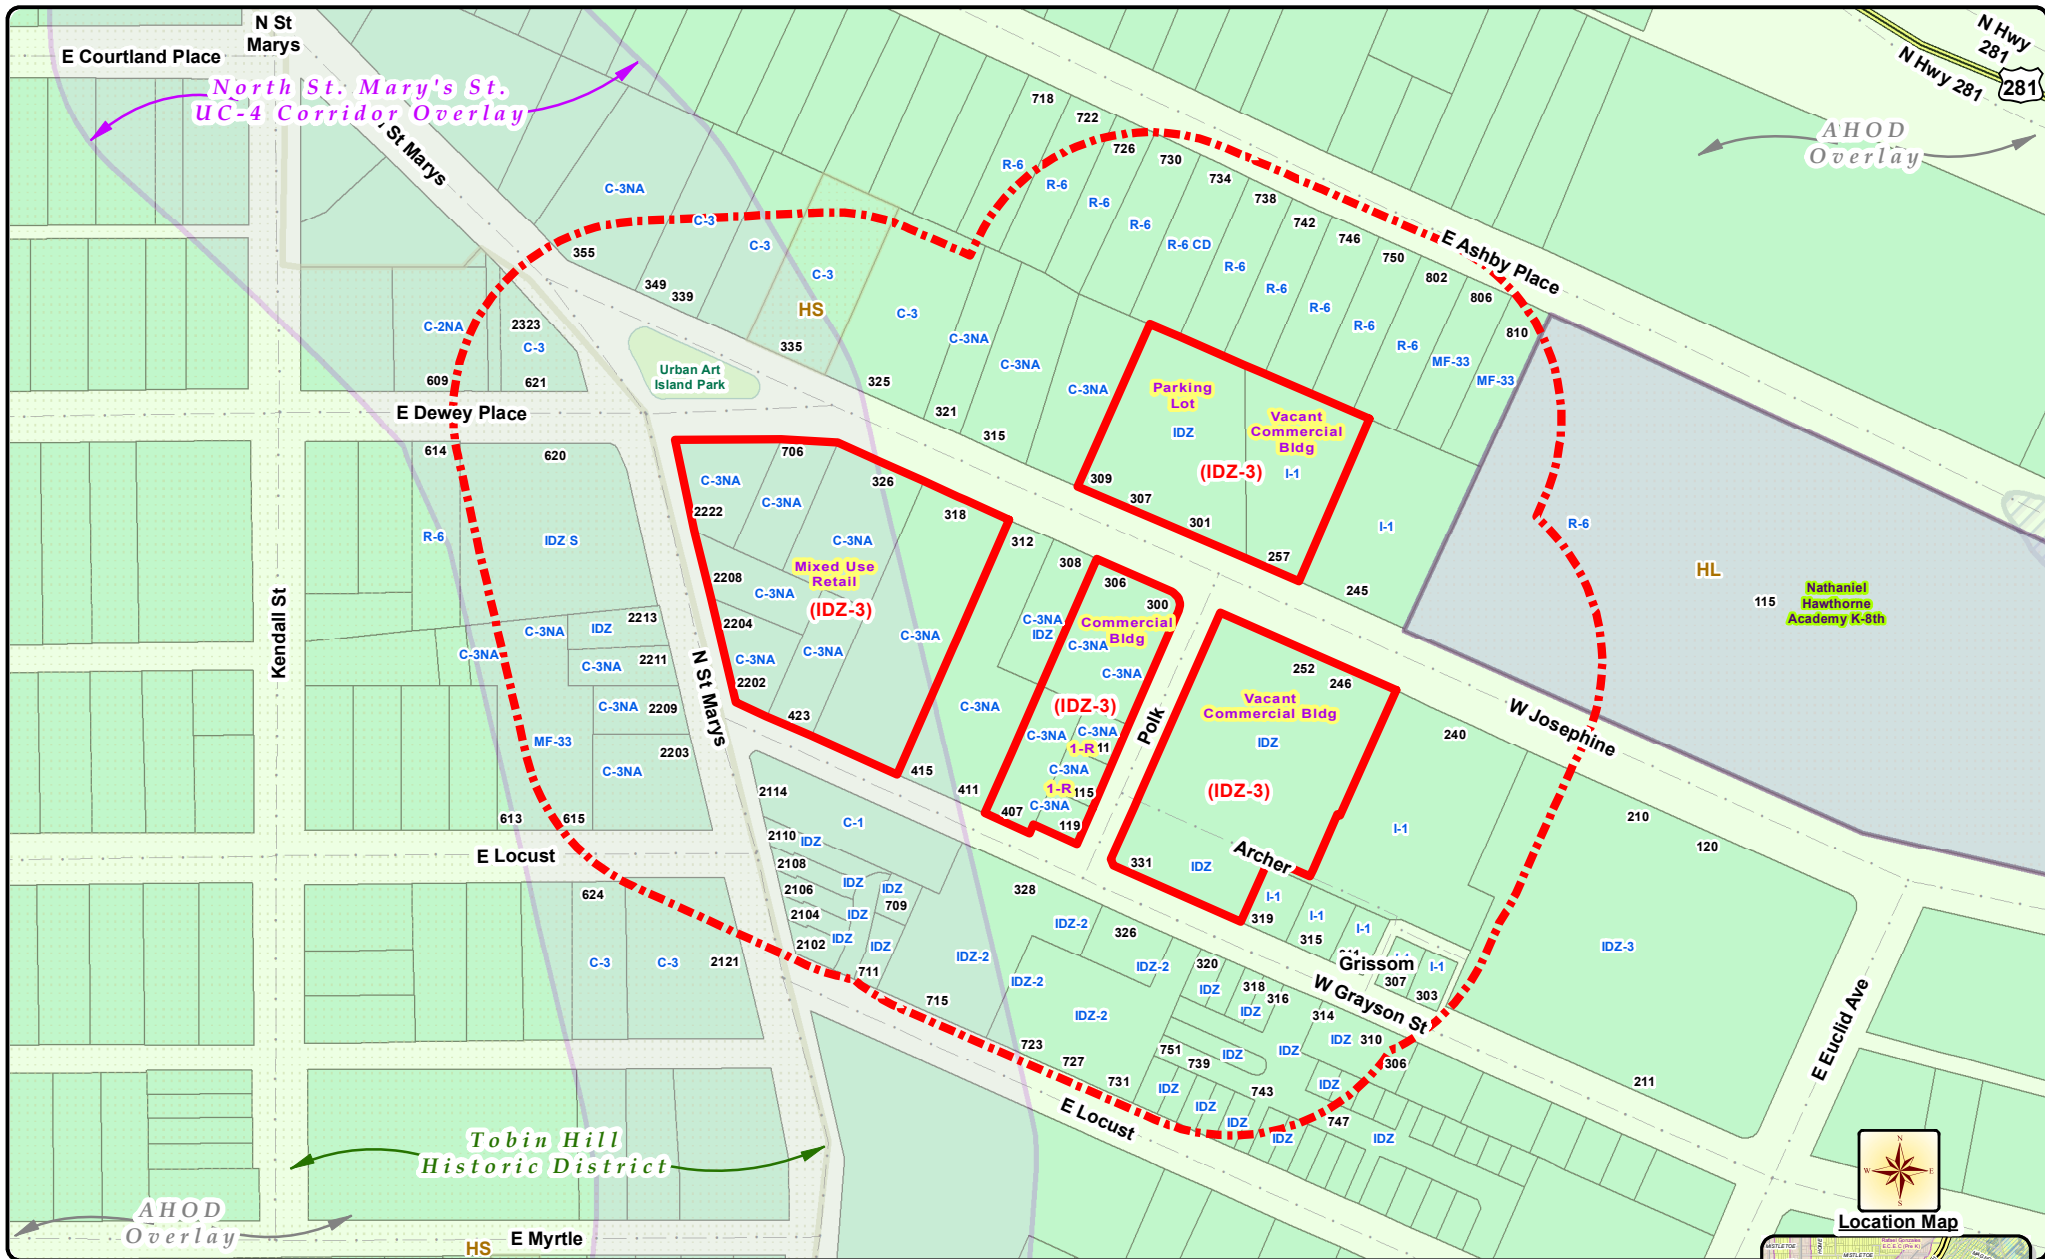 N St
Marys
E Courtland Place
North St. Mary's St.
UC-4 Corridor Overlay
St Marys
N Hwy
281
N Hwy 281
281
AHOD
Overlay
718
722
726
730
734
738
742
746
750
802
806
810
E Ashby Place
R-6
R-6
R-6
R-6
R-6 CD
R-6
R-6
R-6
R-6
R-6
MF-33
MF-33
C-3NA
C-3
C-3
C-3
HS
C-3
C-3NA
C-3NA
C-3NA
355
349
339
335
325
321
315
Urban Art
Island Park
C-2NA
2323
C-3
609
621
E Dewey Place
614
620
R-6
IDZ S
Kendall St
Parking
Lot
IDZ
Vacant
Commercial
Bldg
(IDZ-3)
I-1
309
307
301
257
I-1
245
R-6
HL
115
Nathaniel
Hawthorne
Academy K-8th
706
326
318
C-3NA
C-3NA
2222
C-3NA
Mixed Use
Retail
(IDZ-3)
2208
C-3NA
2204
C-3NA
C-3NA
C-3NA
2202
423
415
312
308
306
300
C-3NA
IDZ
Commercial
Bldg
C-3NA
C-3NA
C-3NA
(IDZ-3)
C-3NA
C-3NA
1-R
11
C-3NA
1-R
115
C-3NA
411
407
119
Polk
252
246
Vacant
Commercial Bldg
IDZ
(IDZ-3)
331
IDZ
Archer
W Josephine
240
210
120
I-1
C-3NA
IDZ
2213
C-3NA
C-3NA
2211
C-3NA
2209
MF-33
2203
C-3NA
613
615
N St Marys
E Locust
624
C-3
C-3
2121
2114
C-1
2110
IDZ
2108
2106
IDZ
IDZ
709
2104
IDZ
2102
IDZ
IDZ
711
715
IDZ-2
328
IDZ-2
326
IDZ-2
IDZ-2
IDZ-2
723
727
731
E Locust
319
I-1
I-1
315
I-1
Grissom
I-1
307
303
W Grayson St
320
IDZ
318
316
IDZ
314
IDZ
310
306
IDZ
751
739
IDZ
IDZ
743
IDZ
IDZ
IDZ
IDZ
747
IDZ
IDZ-3
E Euclid Ave
211
Tobin Hill
Historic District
AHOD
Overlay
HS
E Myrtle
N
W
E
S
Location Map
MISTLETOE
MISTLETOE